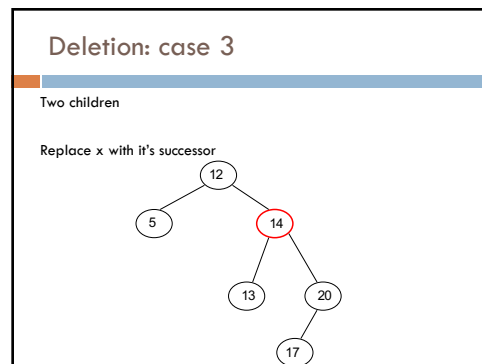 Deletion: case 3
Two children
Replace x with it's successor
12
5 14
13 20
17